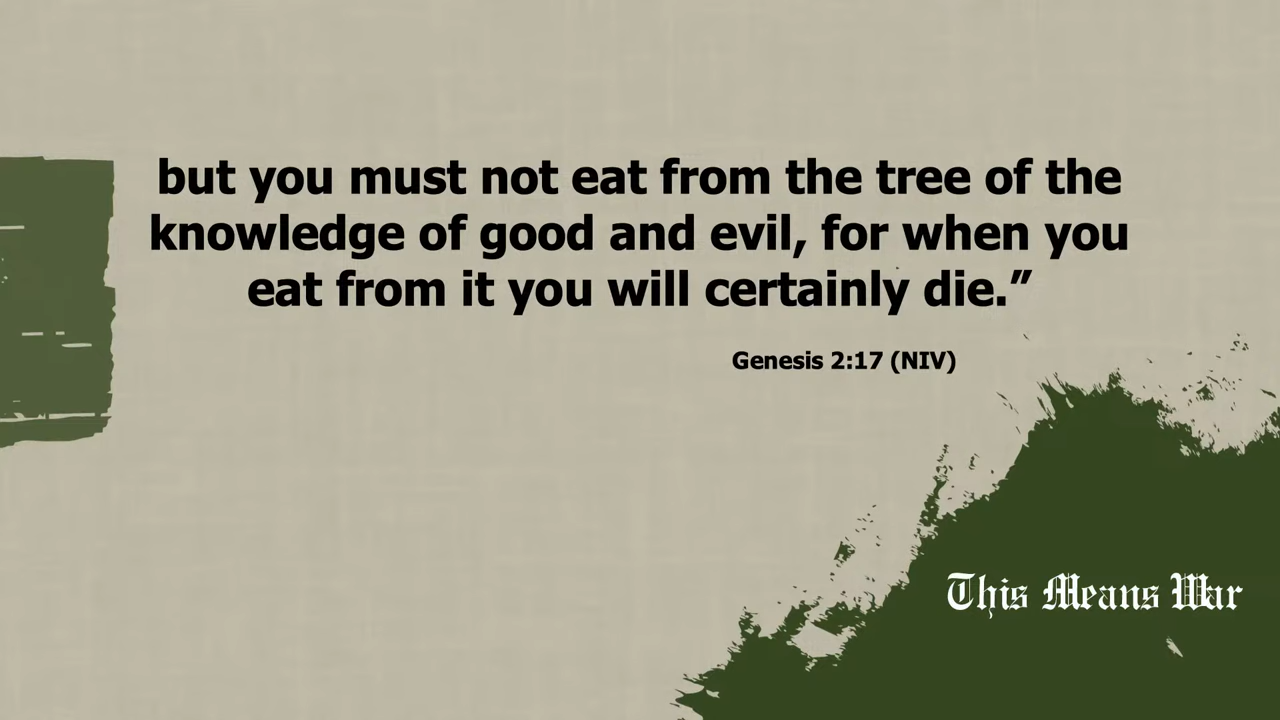 but you must not eat from the tree of the
knowledge of good and evil, for when you
eat from it you will certainly die.”
Genesis 2:17 (NIV)
This Means War